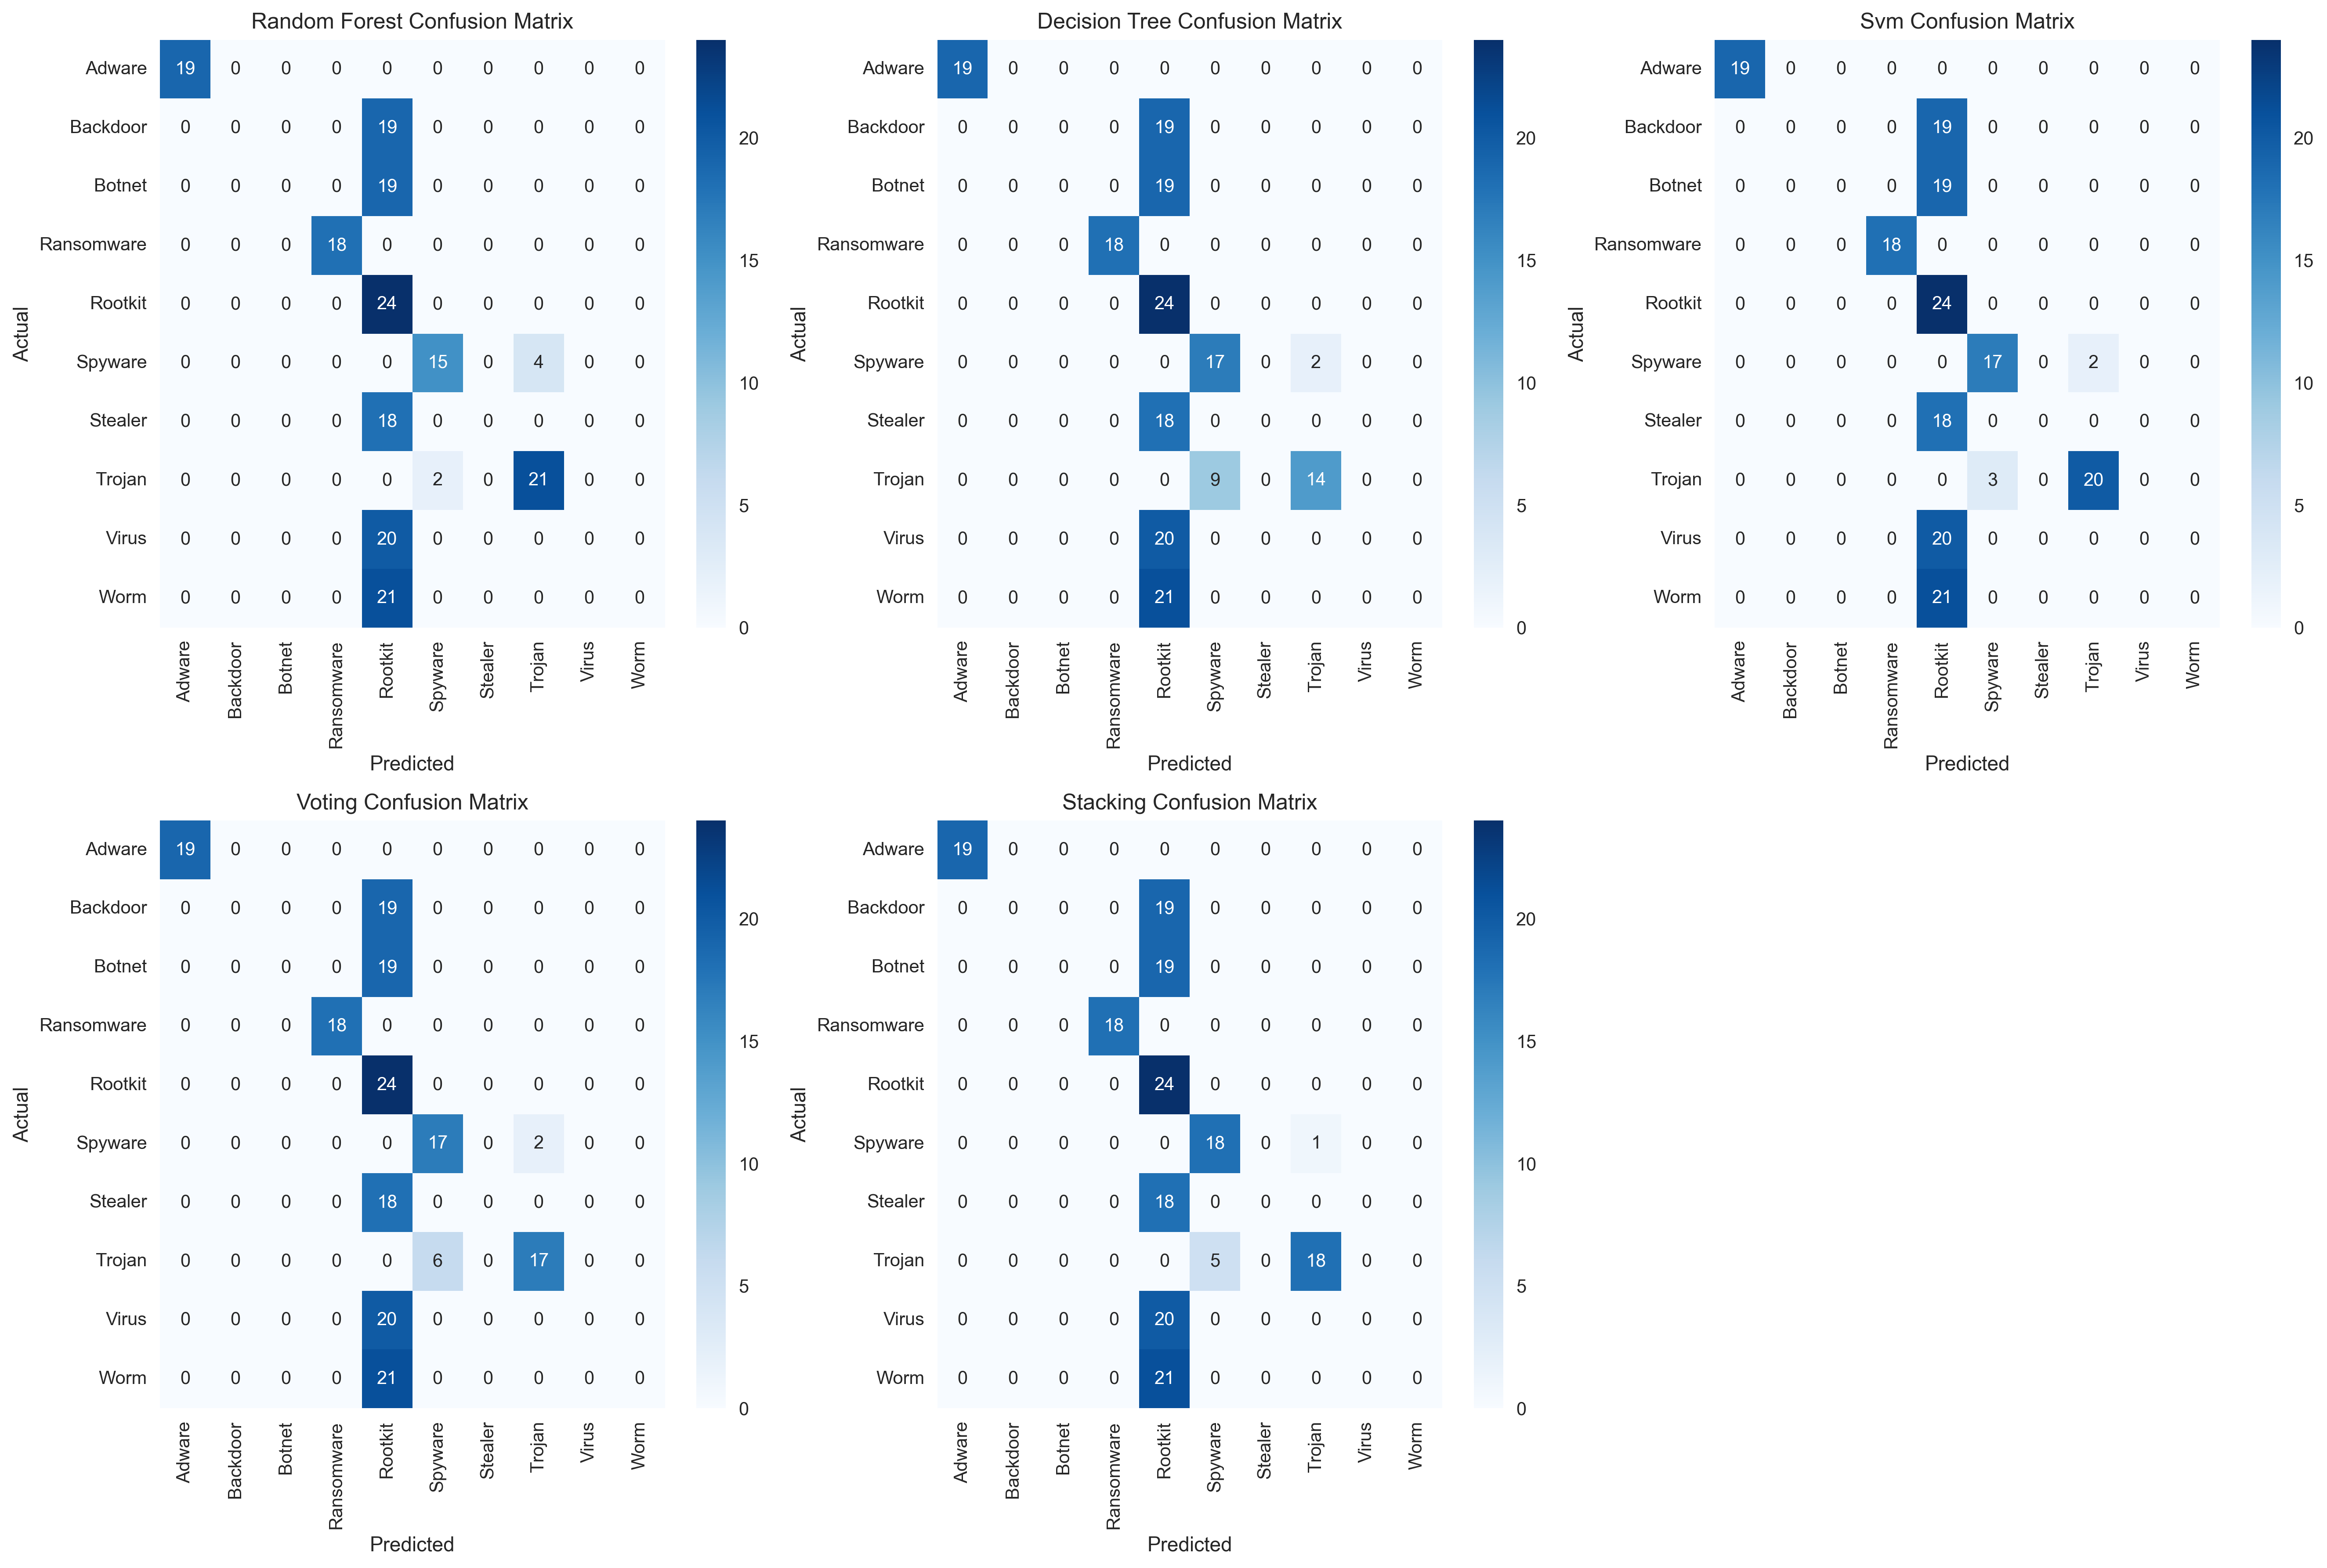 Random Forest Confusion Matrix
Adware 19 0 0 0 0 0 0 0 0 0
Backdoor 0 0 0 0 19 0 0 0 0 0
Botnet 0 0 0 0 19 0 0 0 0 0
Ransomware 0 0 0 18 0 0 0 0 0 0
Rootkit 0 0 0 0 24 0 0 0 0 0
Spyware 0 0 0 0 0 15 0 4 0 0
Stealer 0 0 0 0 18 0 0 0 0 0
Trojan 0 0 0 0 0 2 0 21 0 0
Virus 0 0 0 0 20 0 0 0 0 0
Worm 0 0 0 0 21 0 0 0 0 0
Actual
Adware Backdoor Botnet Ransomware Rootkit Spyware Stealer Trojan Virus Worm
Predicted
20
15
10
5
0
Decision Tree Confusion Matrix
Adware 19 0 0 0 0 0 0 0 0 0
Backdoor 0 0 0 0 19 0 0 0 0 0
Botnet 0 0 0 0 19 0 0 0 0 0
Ransomware 0 0 0 18 0 0 0 0 0 0
Rootkit 0 0 0 0 24 0 0 0 0 0
Spyware 0 0 0 0 0 17 0 2 0 0
Stealer 0 0 0 0 18 0 0 0 0 0
Trojan 0 0 0 0 0 9 0 14 0 0
Virus 0 0 0 0 20 0 0 0 0 0
Worm 0 0 0 0 21 0 0 0 0 0
Actual
Adware Backdoor Botnet Ransomware Rootkit Spyware Stealer Trojan Virus Worm
Predicted
20
15
10
5
0
Svm Confusion Matrix
Adware 19 0 0 0 0 0 0 0 0 0
Backdoor 0 0 0 0 19 0 0 0 0 0
Botnet 0 0 0 0 19 0 0 0 0 0
Ransomware 0 0 0 18 0 0 0 0 0 0
Rootkit 0 0 0 0 24 0 0 0 0 0
Spyware 0 0 0 0 0 17 0 2 0 0
Stealer 0 0 0 0 18 0 0 0 0 0
Trojan 0 0 0 0 0 3 0 20 0 0
Virus 0 0 0 0 20 0 0 0 0 0
Worm 0 0 0 0 21 0 0 0 0 0
Actual
Adware Backdoor Botnet Ransomware Rootkit Spyware Stealer Trojan Virus Worm
Predicted
20
15
10
5
0
Voting Confusion Matrix
Adware 19 0 0 0 0 0 0 0 0 0
Backdoor 0 0 0 0 19 0 0 0 0 0
Botnet 0 0 0 0 19 0 0 0 0 0
Ransomware 0 0 0 18 0 0 0 0 0 0
Rootkit 0 0 0 0 24 0 0 0 0 0
Spyware 0 0 0 0 0 17 0 2 0 0
Stealer 0 0 0 0 18 0 0 0 0 0
Trojan 0 0 0 0 0 6 0 17 0 0
Virus 0 0 0 0 20 0 0 0 0 0
Worm 0 0 0 0 21 0 0 0 0 0
Actual
Adware Backdoor Botnet Ransomware Rootkit Spyware Stealer Trojan Virus Worm
Predicted
20
15
10
5
0
Stacking Confusion Matrix
Adware 19 0 0 0 0 0 0 0 0 0
Backdoor 0 0 0 0 19 0 0 0 0 0
Botnet 0 0 0 0 19 0 0 0 0 0
Ransomware 0 0 0 18 0 0 0 0 0 0
Rootkit 0 0 0 0 24 0 0 0 0 0
Spyware 0 0 0 0 0 18 0 1 0 0
Stealer 0 0 0 0 18 0 0 0 0 0
Trojan 0 0 0 0 0 5 0 18 0 0
Virus 0 0 0 0 20 0 0 0 0 0
Worm 0 0 0 0 21 0 0 0 0 0
Actual
Adware Backdoor Botnet Ransomware Rootkit Spyware Stealer Trojan Virus Worm
Predicted
20
15
10
5
0